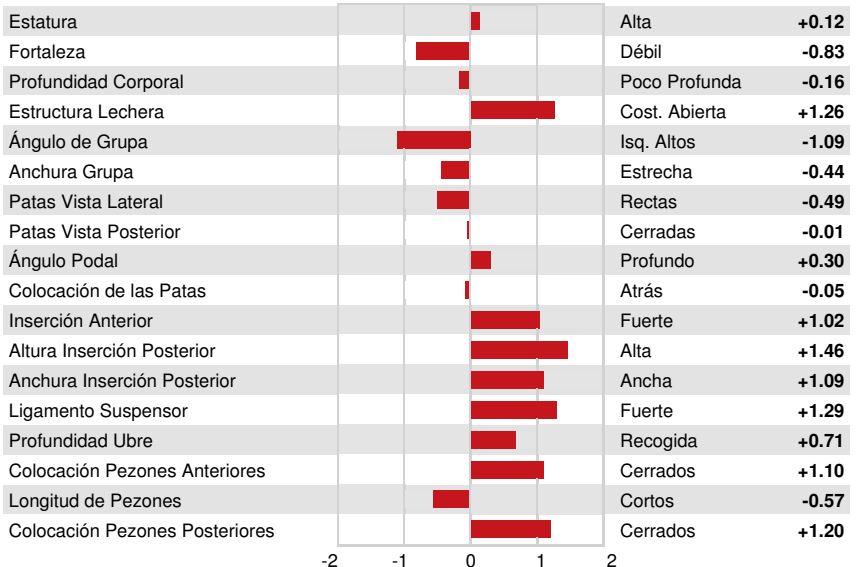 Estatura Alta +0.12
Fortaleza Débil -0.83
Profundidad Corporal Poco Profunda -0.16
Estructura Lechera Cost. Abierta +1.26
Ángulo de Grupa Isq. Altos -1.09
Anchura Grupa Estrecha -0.44
Patas Vista Lateral Rectas -0.49
Patas Vista Posterior Cerradas -0.01
Ángulo Podal Profundo +0.30
Colocación de las Patas Atrás -0.05
Inserción Anterior Fuerte +1.02
Altura Inserción Posterior Alta +1.46
Anchura Inserción Posterior Ancha +1.09
Ligamento Suspensor Fuerte +1.29
Profundidad Ubre Recogida +0.71
Colocación Pezones Anteriores Cerrados +1.10
Longitud de Pezones Cortos -0.57
Colocación Pezones Posteriores Cerrados +1.20
-2 -1 0 1 2